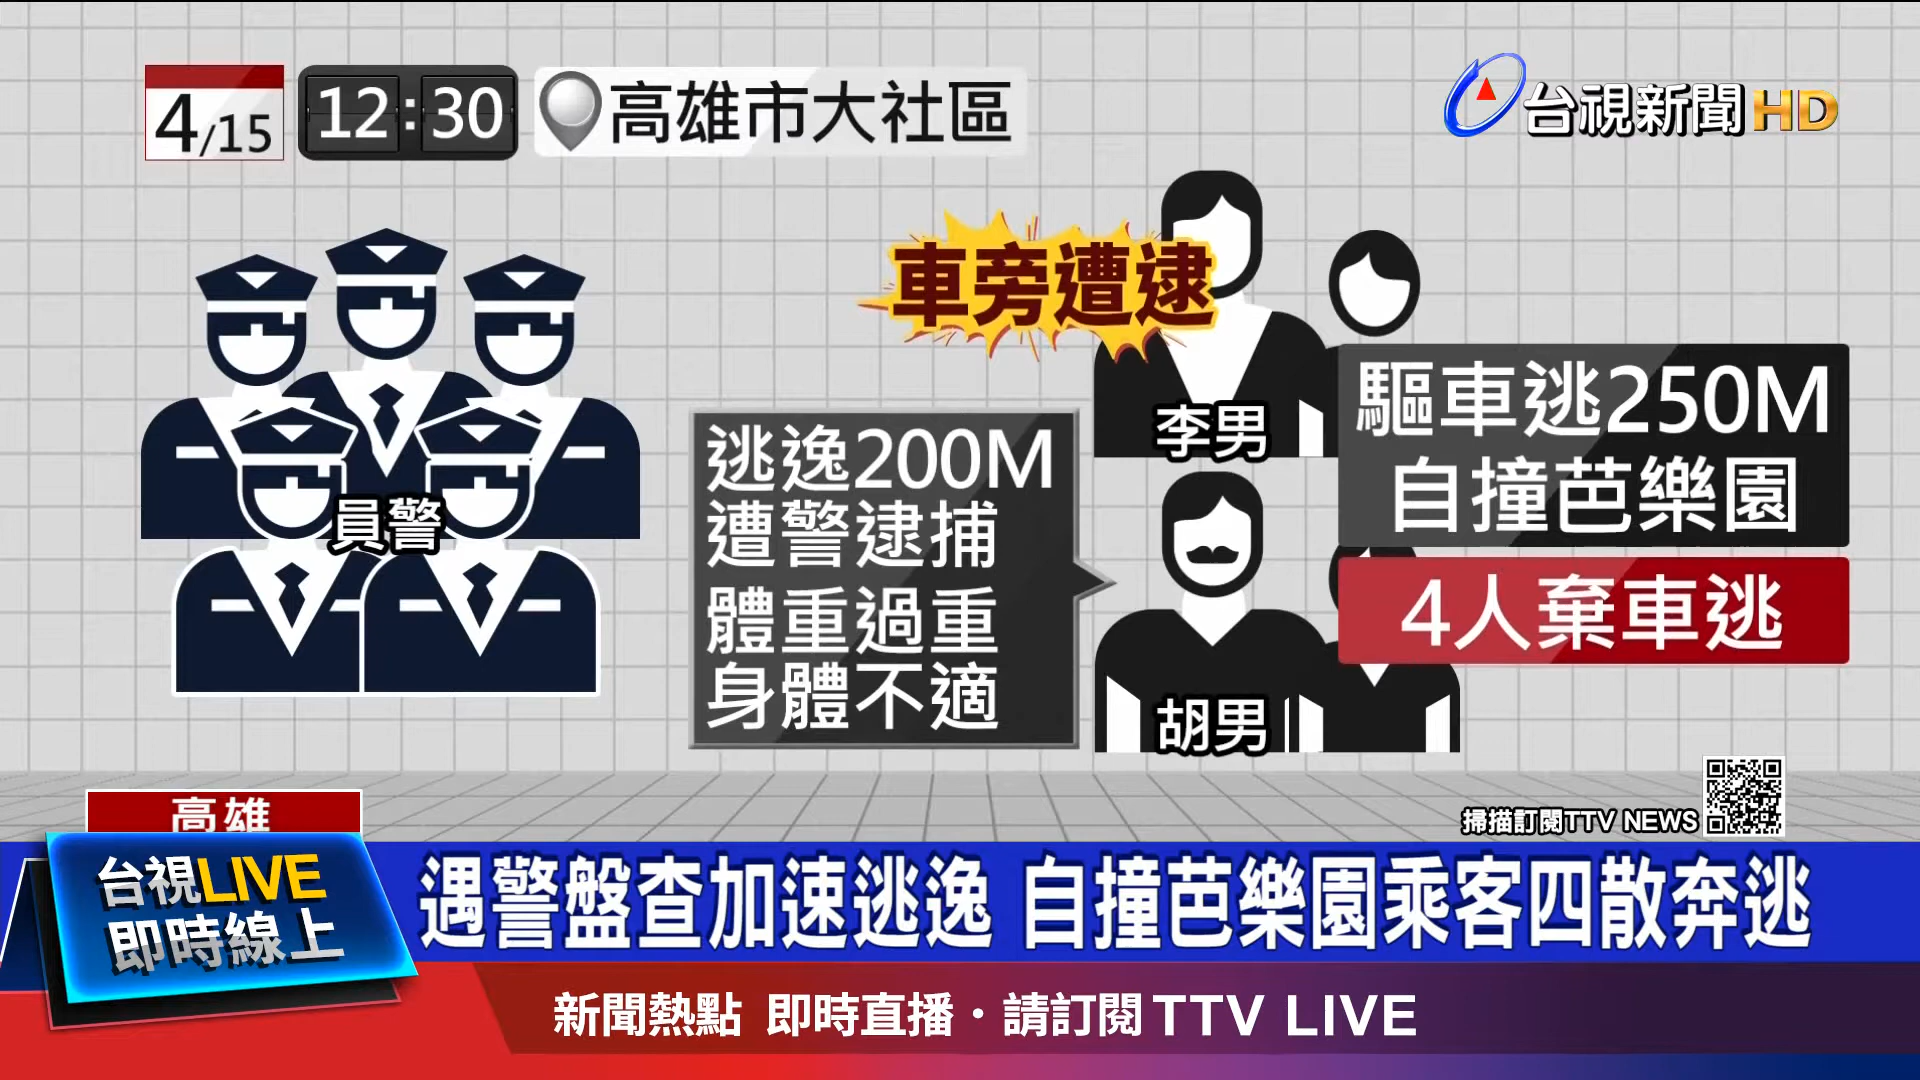 4/15
12:30
高雄市大社區
台視新聞HD
車旁遭逮
李男
驅車逃250M
自撞芭樂園
4人棄車逃
逃逸200M
遭警逮捕
體重過重
身體不適
員警
胡男
掃描訂閱TTV NEWS
高雄
台視LIVE
即時線上
遇警盤查加速逃逸 自撞芭樂園乘客四散奔逃
新聞熱點 即時直播・請訂閱TTV LIVE